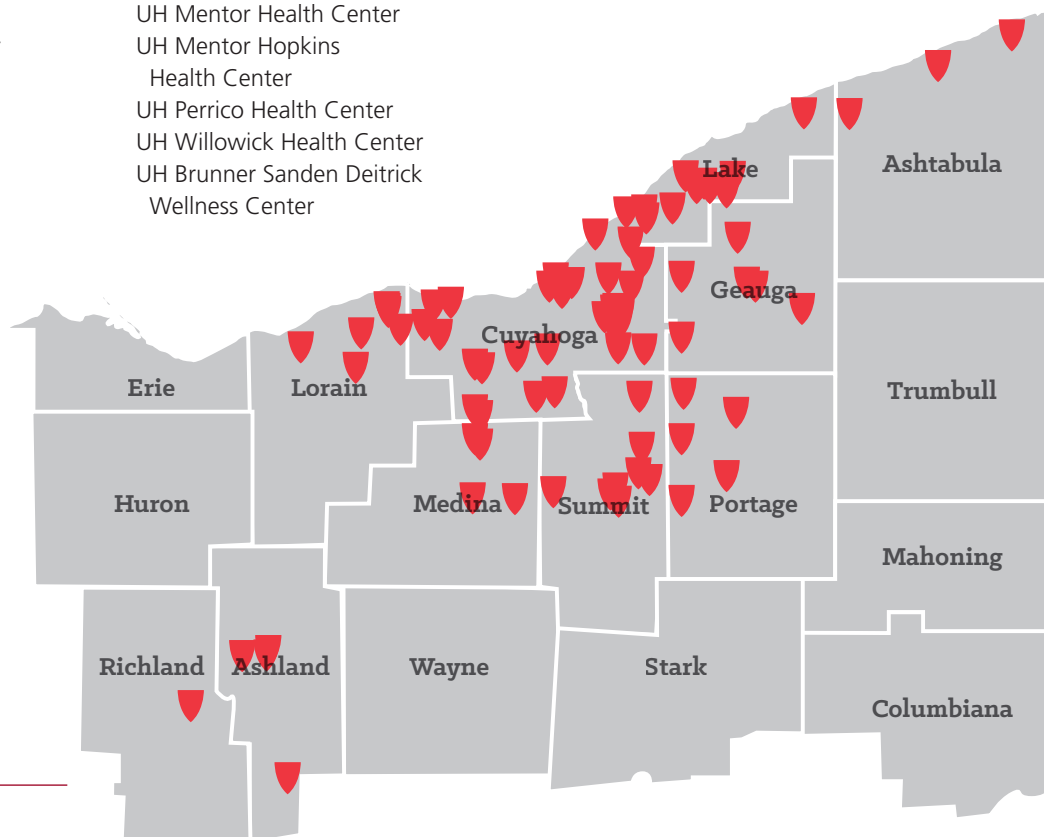 UH Mentor Health Center
UH Mentor Hopkins
Health Center
UH Perrico Health Center
UH Willowick Health Center
UH Brunner Sanden Deitrick
Wellness Center
Lake
Ashtabula
Geauga
Cuyahoga
Erie
Lorain
Trumbull
Huron
Medina
Summit
Portage
Mahoning
Richland
Ashland
Wayne
Stark
Columbiana